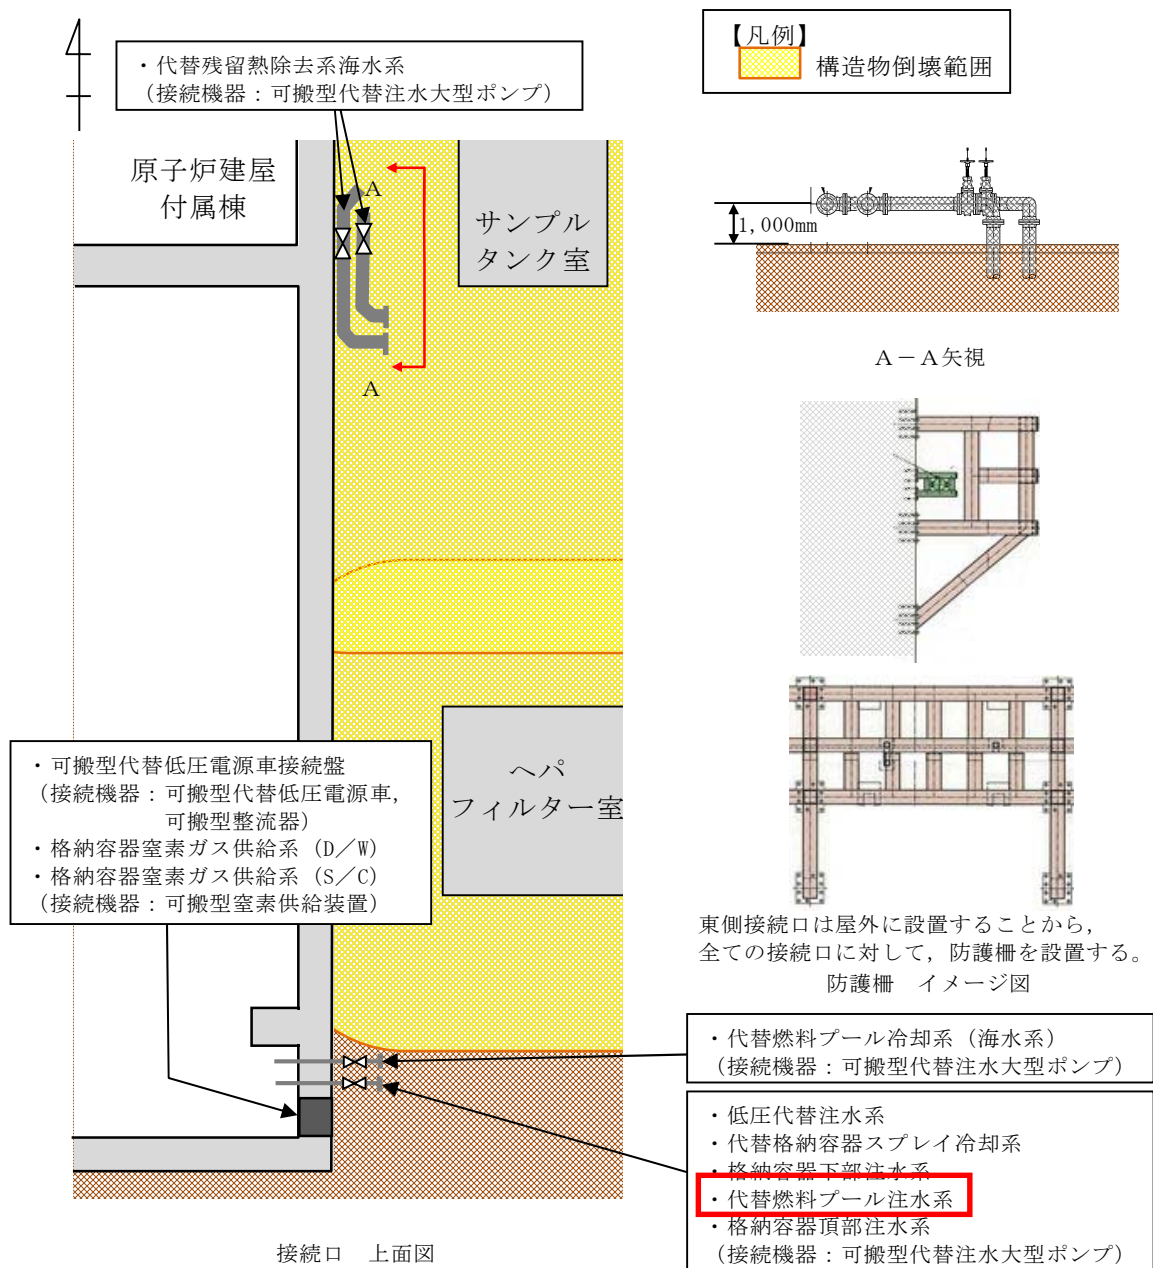 ・代替残留熱除去系海水系
（接続機器：可搬型代替注水大型ポンプ）
【凡例】
構造物倒壊範囲
原子炉建屋
付属棟
A
サンプル
タンク室
A
1,000mm
A－A矢視
・可搬型代替低圧電源車接続盤
（接続機器：可搬型代替低圧電源車，
可搬型整流器）
・格納容器窒素ガス供給系（D／W）
・格納容器窒素ガス供給系（S／C）
（接続機器：可搬型窒素供給装置）
ヘパ
フィルター室
東側接続口は屋外に設置することから，
全ての接続口に対して，防護柵を設置する。
防護柵　イメージ図
・代替燃料プール冷却系（海水系）
（接続機器：可搬型代替注水大型ポンプ）
・低圧代替注水系
・代替格納容器スプレイ冷却系
・格納容器下部注水系
・代替燃料プール注水系
・格納容器頂部注水系
（接続機器：可搬型代替注水大型ポンプ）
接続口　上面図